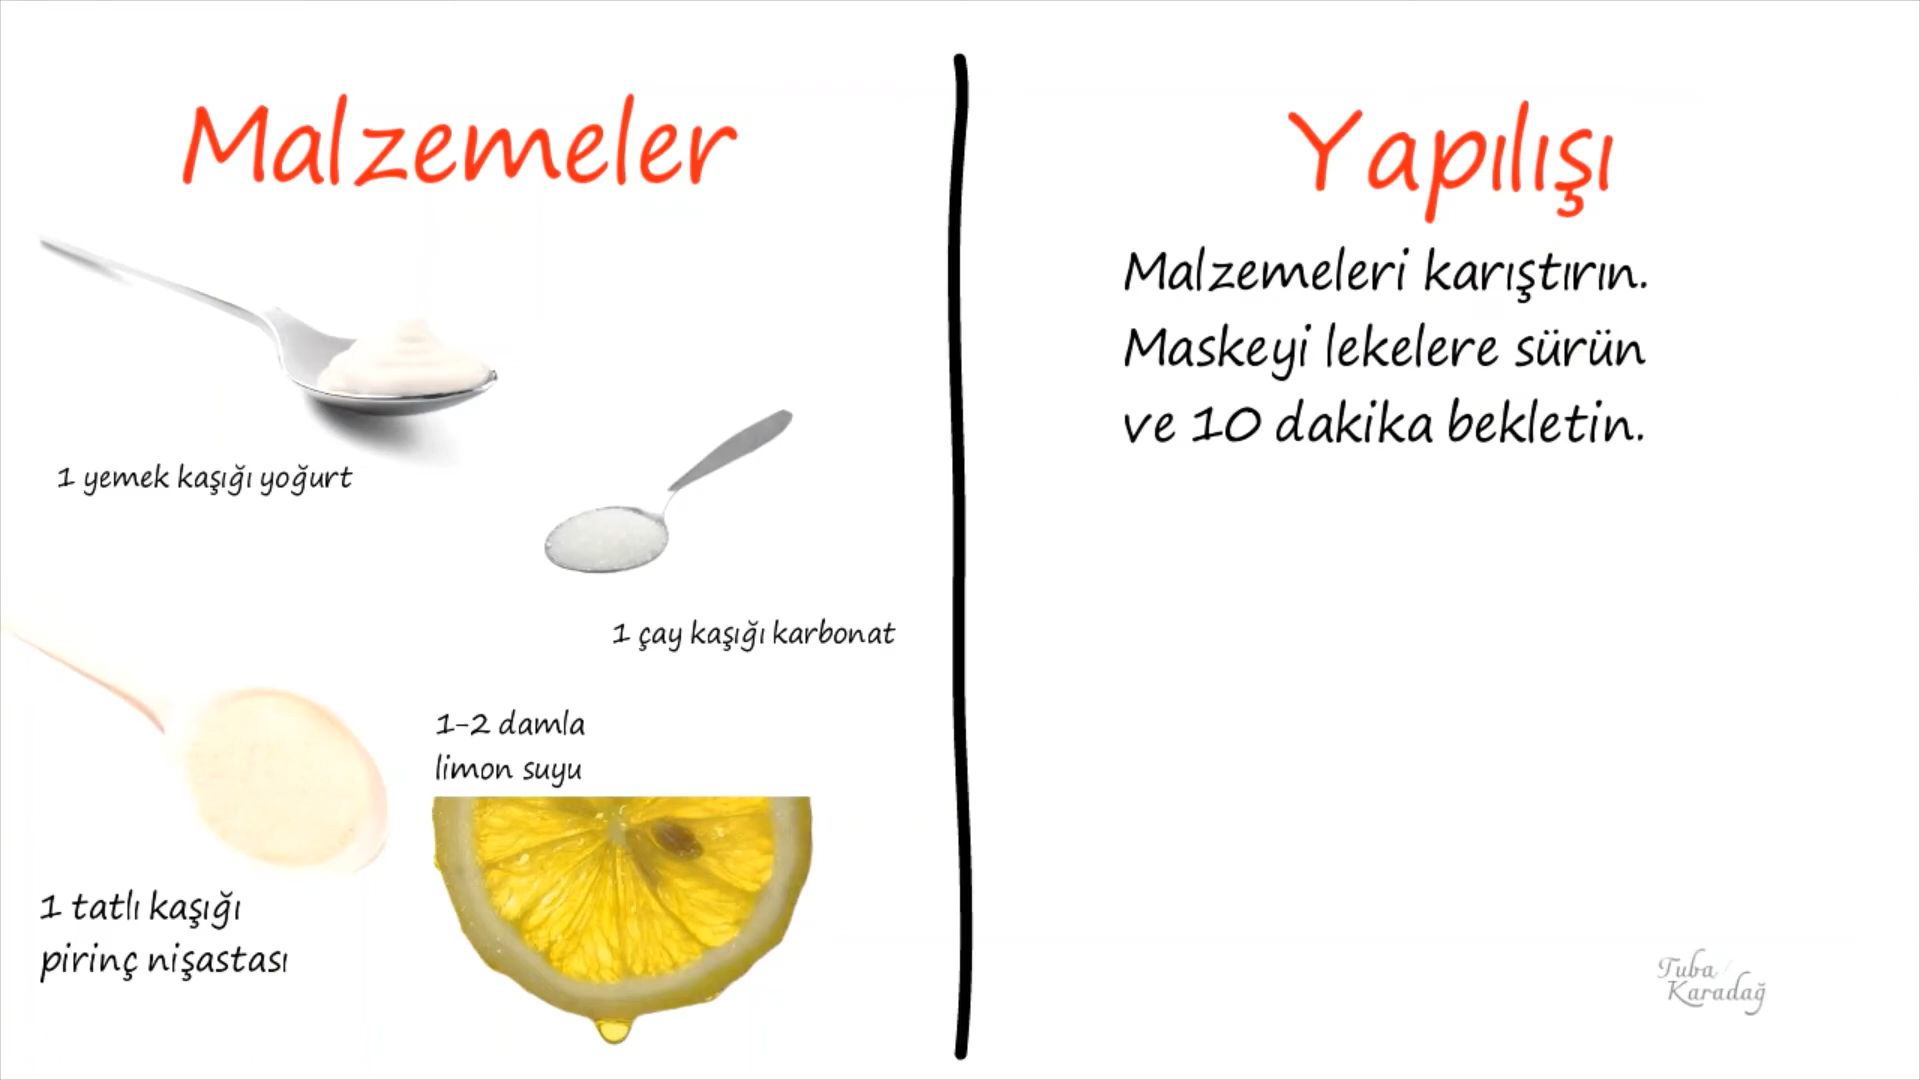 Malzemeler
1 yemek kaşığı yoğurt
1 çay kaşığı karbonat
1 tatlı kaşığı
pirinç nişastası
1-2 damla
limon suyu
Yapılışı
Malzemeleri karıştırın.
Maskeyi lekelere sürün
ve 10 dakika bekletin.
Tuba
Karadağ